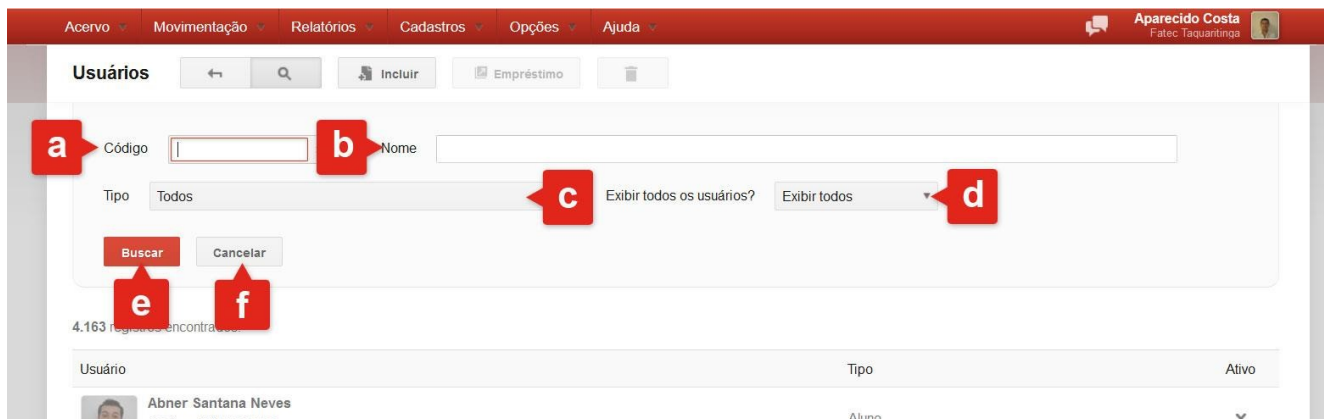 Acervo Movimentação Relatórios Cadastros Opções Ajuda Aparecido Costa
Fatec Taquaritinga
Usuários Incluir Empréstimo
a Código b Nome
Tipo Todos c Exibir todos os usuários? Exibir todos d
Buscar Cancelar
e f
4.163 registros encontrados.
Usuário Tipo Ativo
Abner Santana Neves
Aluno